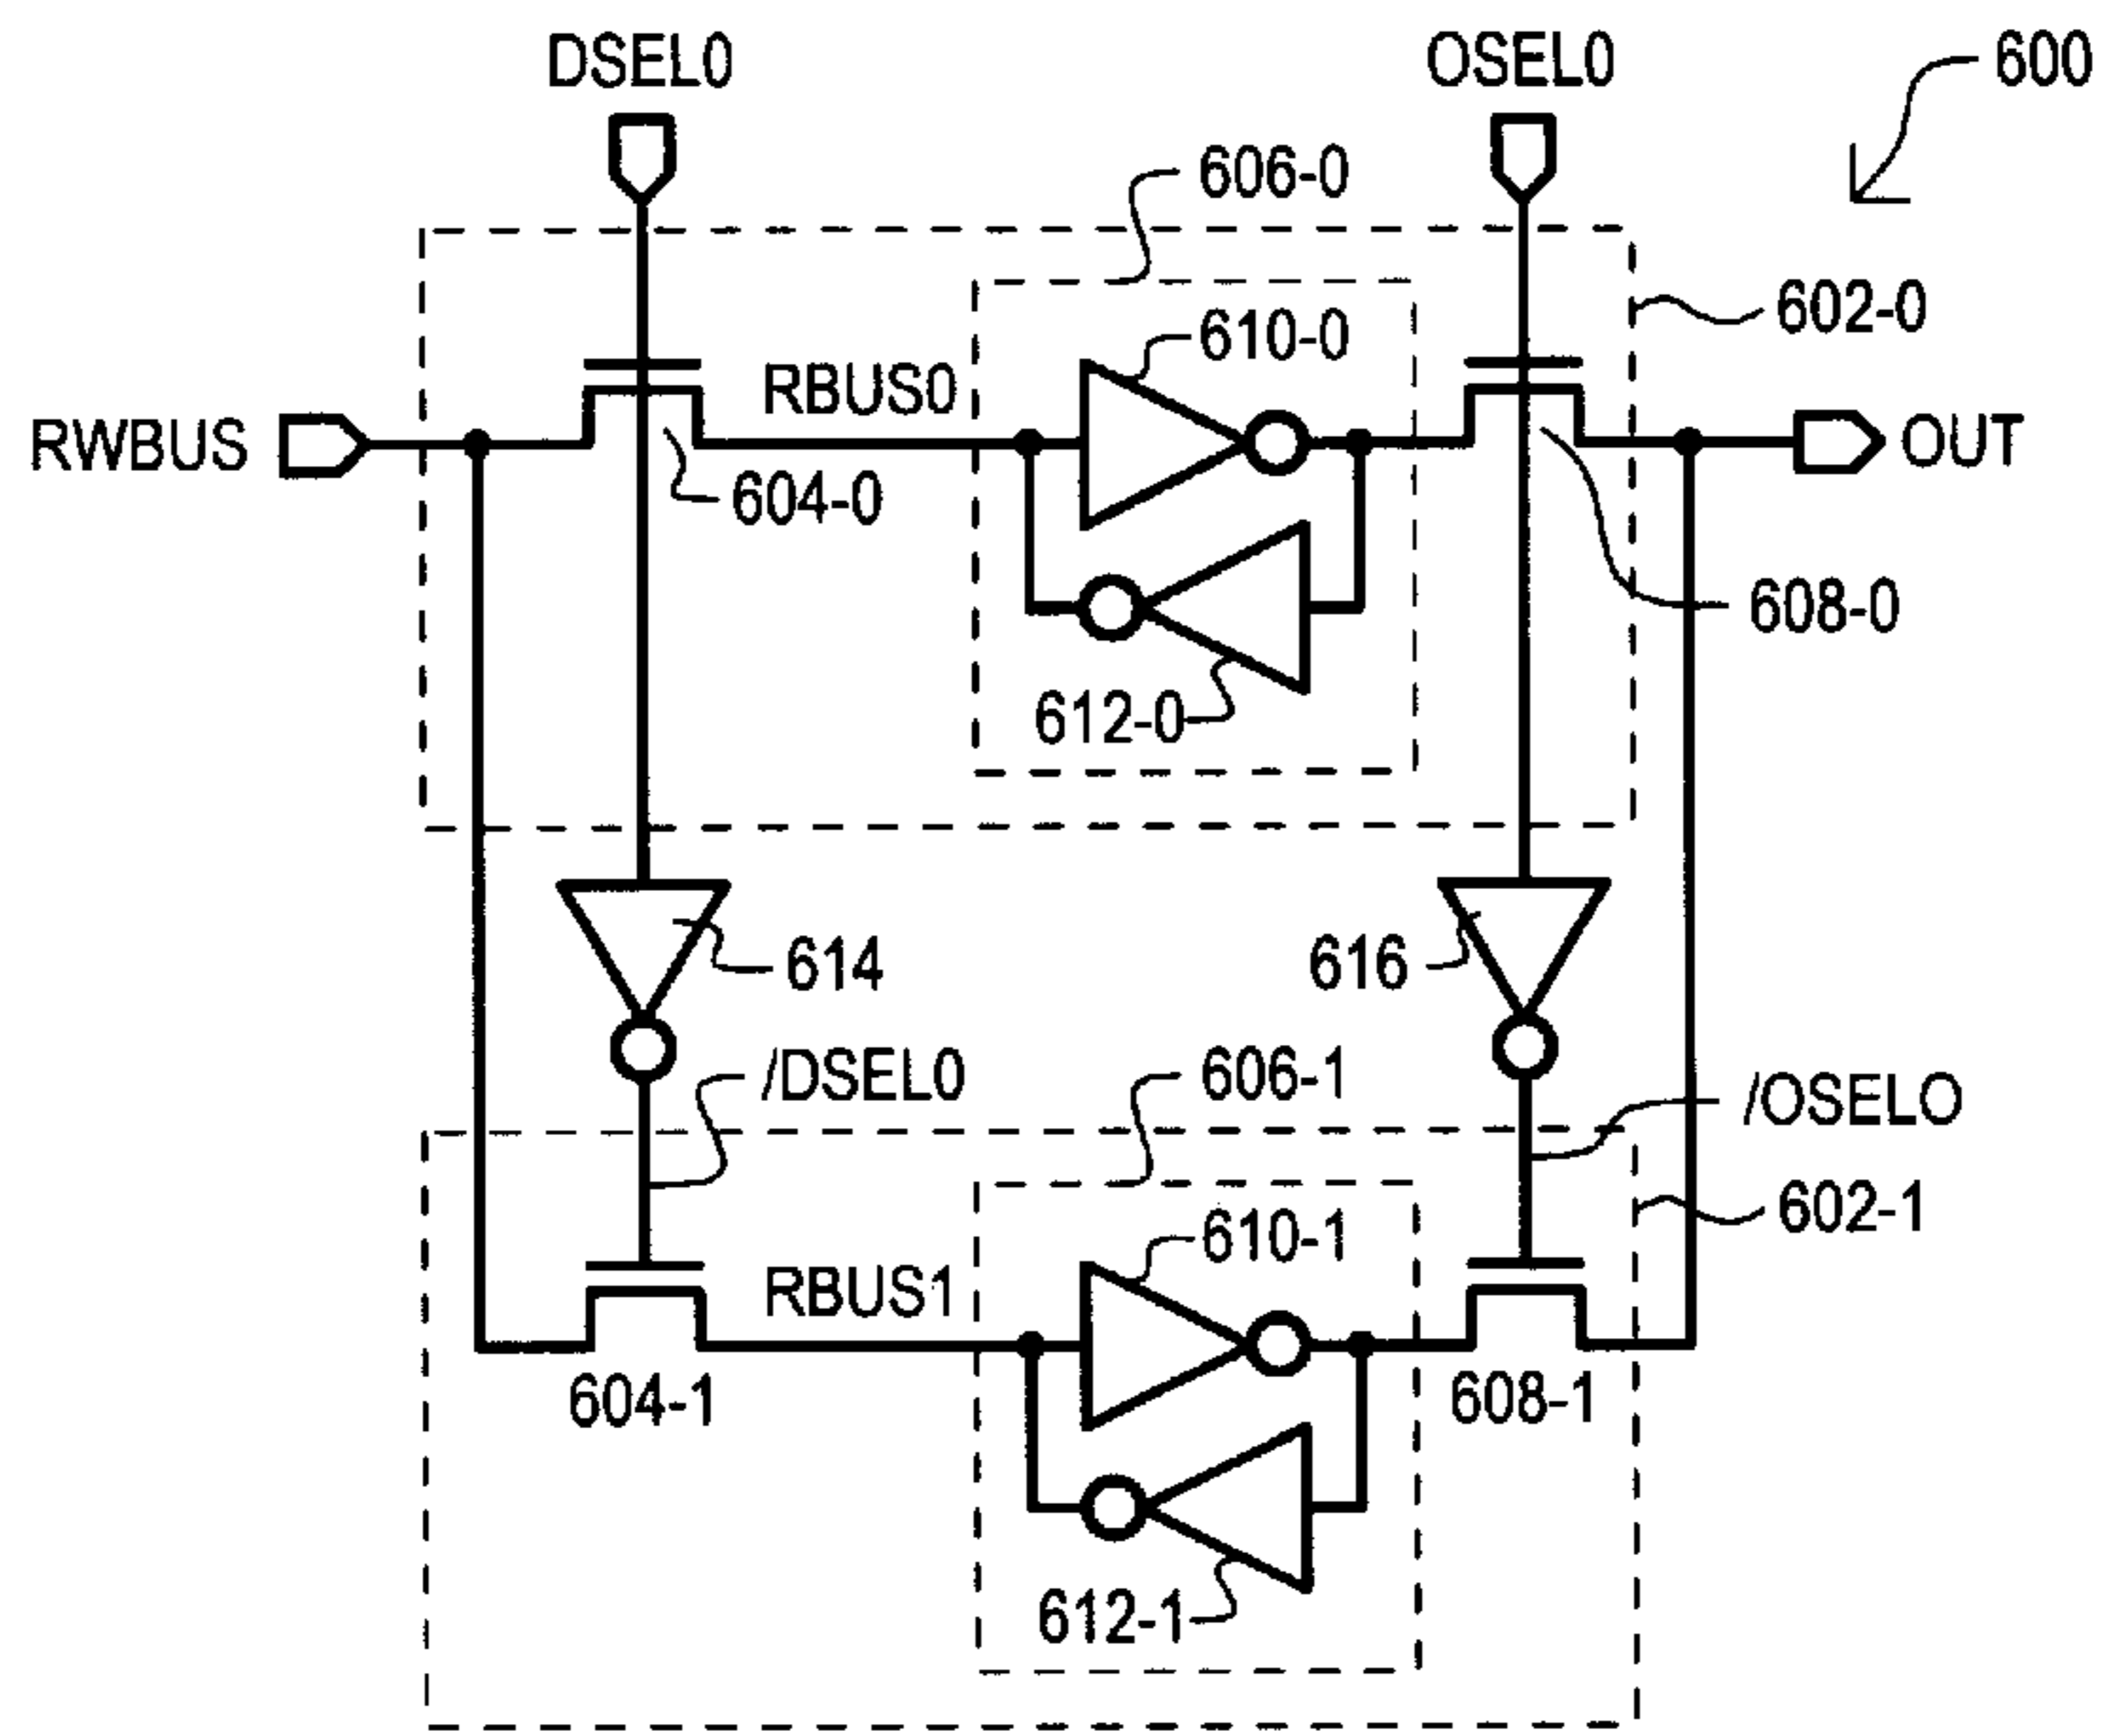 DSEL0
OSEL0
600
606-0
602-0
610-0
RBUS0
RWBUS
OUT
604-0
608-0
612-0
614
616
/DSEL0
606-1
/OSELO
602-1
610-1
RBUS1
604-1
608-1
612-1